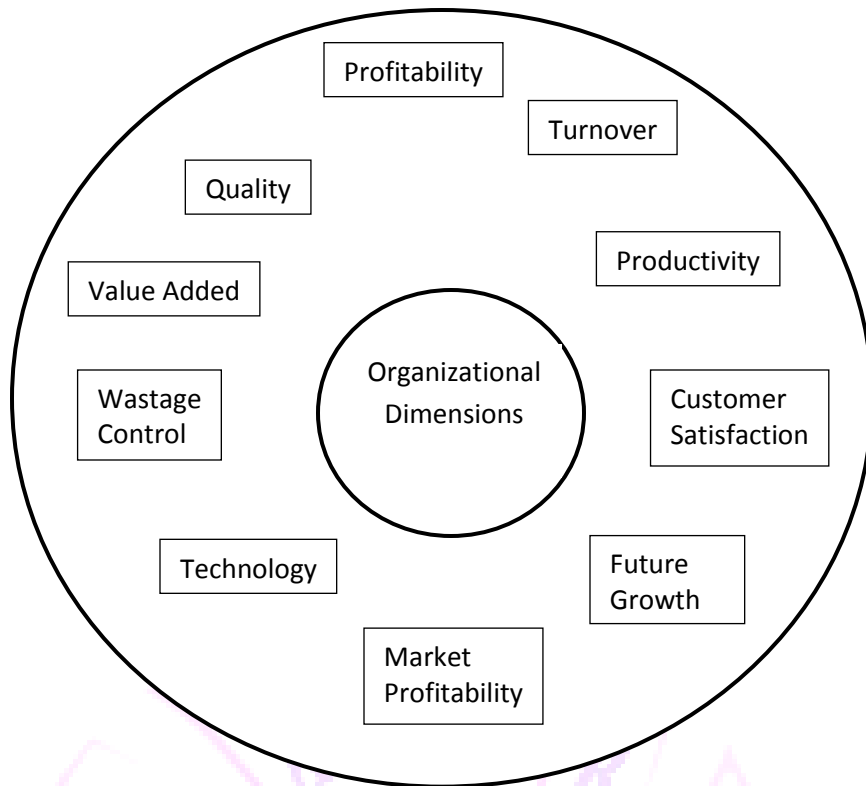 Profitability
Turnover
Quality
Productivity
Value Added
Organizational
Dimensions
Wastage
Control
Customer
Satisfaction
Technology
Future
Growth
Market
Profitability